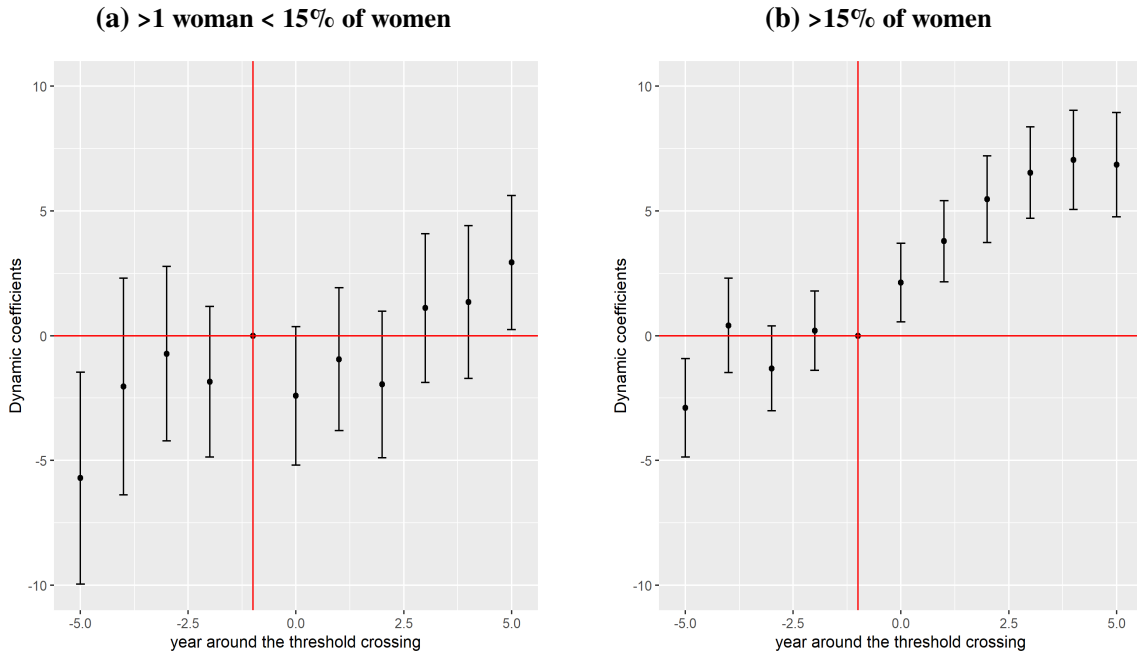 (a) >1 woman < 15% of women
10
5
0
-5
-10
Dynamic coefficients
-5.0 -2.5 0.0 2.5 5.0
year around the threshold crossing
(b) >15% of women
10
5
0
-5
-10
Dynamic coefficients
-5.0 -2.5 0.0 2.5 5.0
year around the threshold crossing